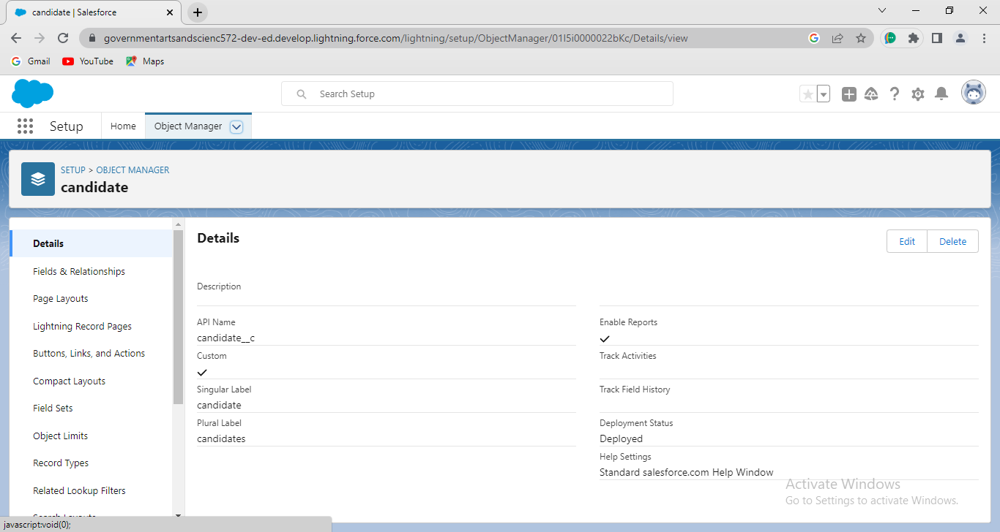 candidate | Salesforce
governmentartsandscienc572-dev-ed.develop.lightning.force.com/lightning/setup/ObjectManager/01I5i0000022bKc/Details/view
Gmail YouTube Maps
Search Setup
Setup Home Object Manager
SETUP > OBJECT MANAGER
candidate
Details
Fields & Relationships
Page Layouts
Lightning Record Pages
Buttons, Links, and Actions
Compact Layouts
Field Sets
Object Limits
Record Types
Related Lookup Filters
Search Layouts
Details
Edit Delete
Description
API Name
candidate__c
Custom
Singular Label
candidate
Plural Label
candidates
Enable Reports
Track Activities
Track Field History
Deployment Status
Deployed
Help Settings
Standard salesforce.com Help Window
Activate Windows
Go to Settings to activate Windows.
javascript:void(0);